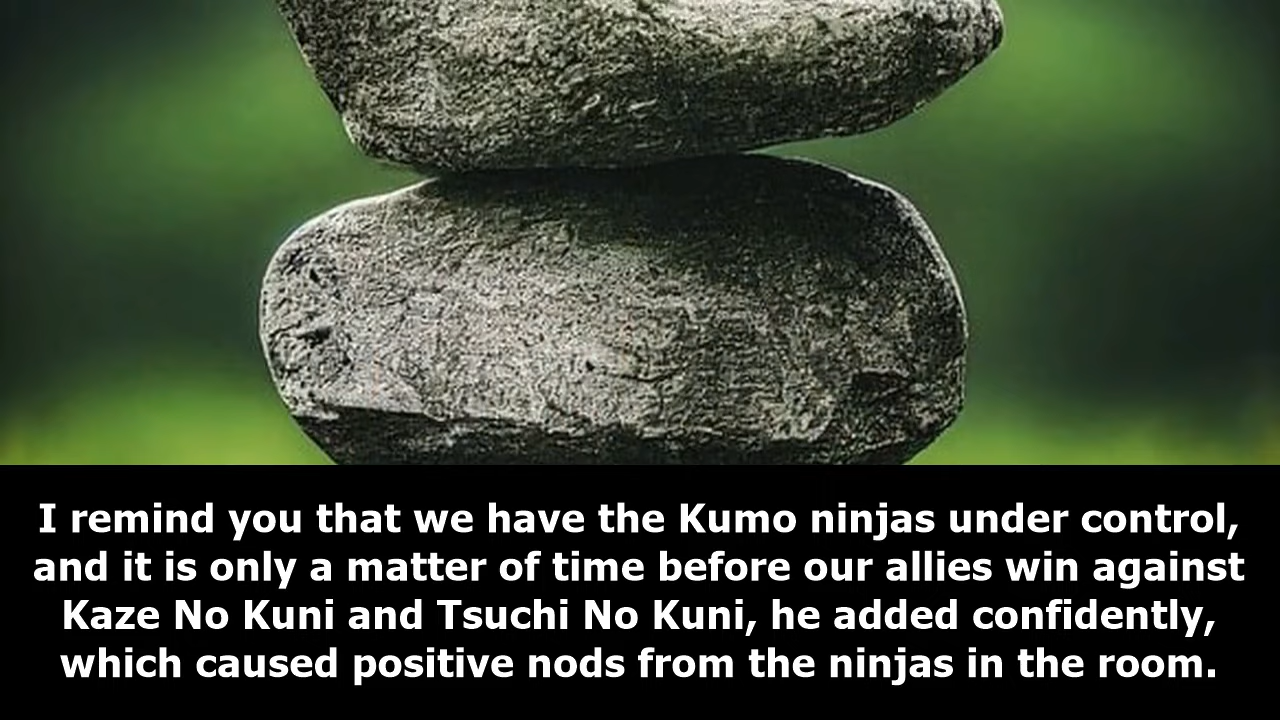 I remind you that we have the Kumo ninjas under control,
and it is only a matter of time before our allies win against
Kaze No Kuni and Tsuchi No Kuni, he added confidently,
which caused positive nods from the ninjas in the room.